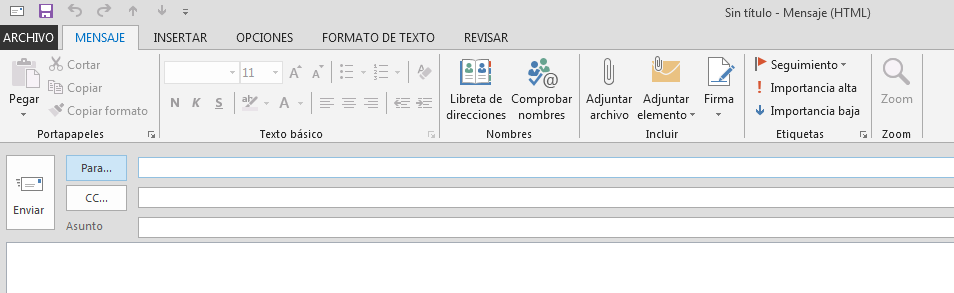 Sin título - Mensaje (HTML)
ARCHIVO MENSAJE INSERTAR OPCIONES FORMATO DE TEXTO REVISAR
Pegar
Cortar
Copiar
Copiar formato
Portapapeles
11
A A
N K S aby A
Texto básico
Libreta de
direcciones
Comprobar
nombres
Nombres
Adjuntar
archivo
Adjuntar
elemento
Firma
Incluir
Seguimiento
Importancia alta
Importancia baja
Etiquetas
Zoom
Zoom
Enviar
Para...
CC...
Asunto